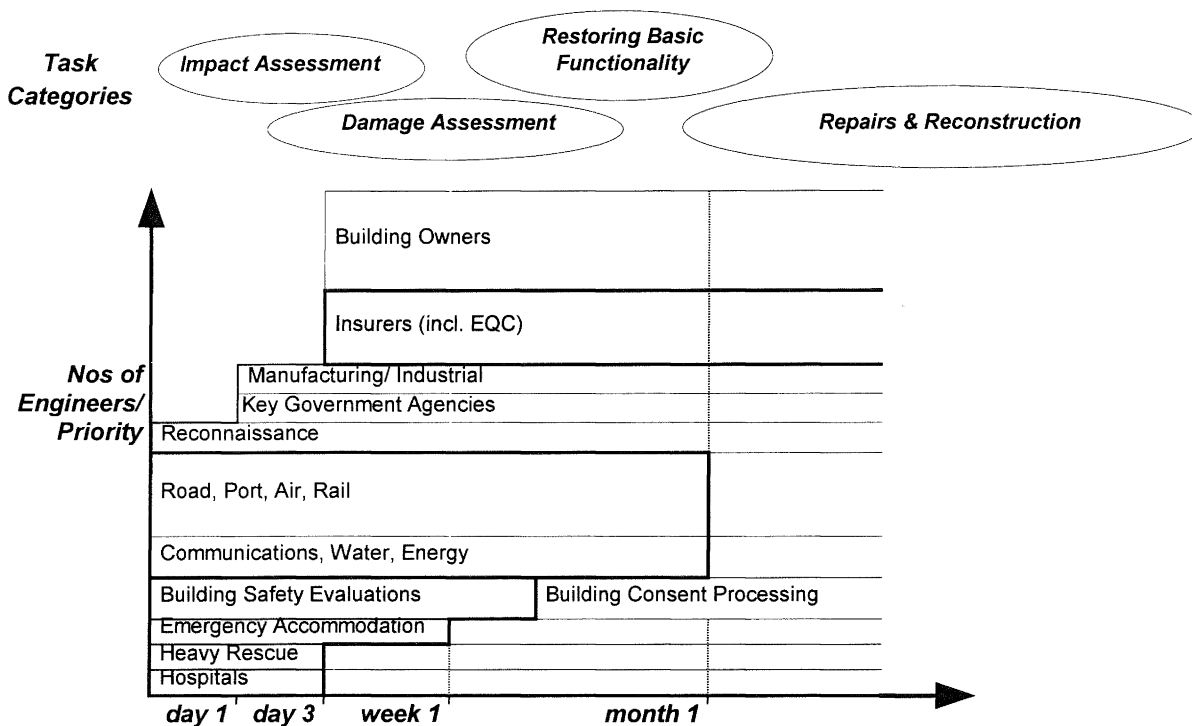 Task
Categories
Impact Assessment
Restoring Basic
Functionality
Damage Assessment
Repairs & Reconstruction
Building Owners
Insurers (incl. EQC)
Nos of
Engineers/
Priority
Manufacturing/ Industrial
Key Government Agencies
Reconnaissance
Road, Port, Air, Rail
Communications, Water, Energy
Building Safety Evaluations
Building Consent Processing
Emergency Accommodation
Heavy Rescue
Hospitals
day 1
day 3
week 1
month 1